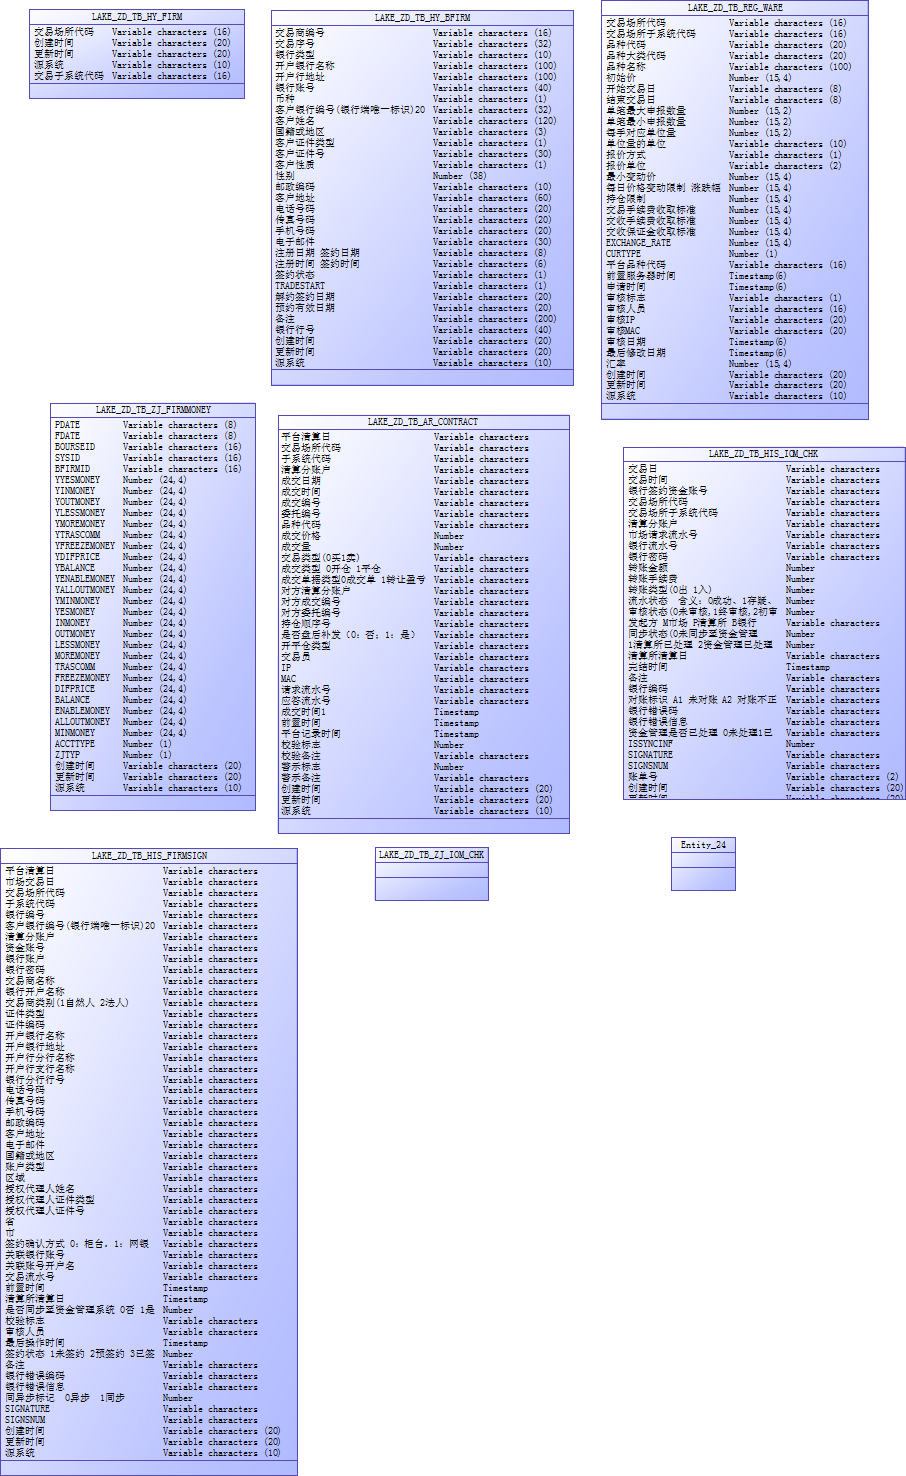 LAKE_ZD_TB_HY_FIRM
交易场所代码 Variable characters (16)
创建时间 Variable characters (20)
更新时间 Variable characters (20)
源系统 Variable characters (10)
交易子系统代码 Variable characters (16)
LAKE_ZD_TB_HY_BFIRM
交易商编号 Variable characters (16)
交易序号 Variable characters (32)
银行类型 Variable characters (10)
开户银行名称 Variable characters (100)
开户行地址 Variable characters (100)
银行账号 Variable characters (40)
币种 Variable characters (1)
客户银行编号(银行端唯一标识)20 Variable characters (32)
客户姓名 Variable characters (120)
国籍或地区 Variable characters (3)
客户证件类型 Variable characters (1)
客户证件号 Variable characters (30)
客户性质 Variable characters (1)
性别 Number (38)
邮政编码 Variable characters (10)
客户地址 Variable characters (60)
电话号码 Variable characters (20)
传真号码 Variable characters (20)
手机号码 Variable characters (20)
电子邮件 Variable characters (30)
注册日期 签约日期 Variable characters (8)
注册时间 签约时间 Variable characters (6)
签约状态 Variable characters (1)
TRADESTART Variable characters (1)
解约签约日期 Variable characters (20)
预约有效日期 Variable characters (20)
备注 Variable characters (200)
银行行号 Variable characters (40)
创建时间 Variable characters (20)
更新时间 Variable characters (20)
源系统 Variable characters (10)
LAKE_ZD_TB_REG_WARE
交易场所代码 Variable characters (16)
交易场所子系统代码 Variable characters (16)
品种代码 Variable characters (20)
品种大类代码 Variable characters (20)
品种名称 Variable characters (100)
初始价 Number (15,4)
开始交易日 Variable characters (8)
结束交易日 Variable characters (8)
单笔最大申报数量 Number (15,2)
单笔最小申报数量 Number (15,2)
每手对应单位量 Number (15,2)
单位量的单位 Variable characters (10)
报价方式 Variable characters (1)
报价单位 Variable characters (2)
最小变动价 Number (15,4)
每日价格变动限制 涨跌幅 Number (15,4)
持仓限制 Number (15,4)
交易手续费收取标准 Number (15,4)
交收手续费收取标准 Number (15,4)
交收保证金收取标准 Number (15,4)
EXCHANGE_RATE Number (15,4)
CURTYPE Number (1)
平台品种代码 Variable characters (16)
前置服务器时间 Timestamp(6)
申请时间 Timestamp(6)
审核标志 Variable characters (1)
审核人员 Variable characters (16)
审核IP Variable characters (20)
审核MAC Variable characters (20)
审核日期 Timestamp(6)
最后修改日期 Timestamp(6)
汇率 Number (15,4)
创建时间 Variable characters (20)
更新时间 Variable characters (20)
源系统 Variable characters (10)
LAKE_ZD_TB_ZJ_FIRMMONEY
PDATE Variable characters (8)
FDATE Variable characters (8)
BOURSEID Variable characters (16)
SYSID Variable characters (16)
BFIRMID Variable characters (16)
YYESMONEY Number (24,4)
YINMONEY Number (24,4)
YOUTMONEY Number (24,4)
YLESSMONEY Number (24,4)
YMOREMONEY Number (24,4)
YTRASCOMM Number (24,4)
YFREEZEMONEY Number (24,4)
YDIFPRICE Number (24,4)
YBALANCE Number (24,4)
YENABLEMONEY Number (24,4)
YALLOUTMONEY Number (24,4)
YMINMONEY Number (24,4)
YESMONEY Number (24,4)
INMONEY Number (24,4)
OUTMONEY Number (24,4)
LESSMONEY Number (24,4)
MOREMONEY Number (24,4)
TRASCOMM Number (24,4)
FREEZEMONEY Number (24,4)
DIFPRICE Number (24,4)
BALANCE Number (24,4)
ENABLEMONEY Number (24,4)
ALLOUTMONEY Number (24,4)
MINMONEY Number (24,4)
ACCTTYPE Number (1)
ZJTYP Number (1)
创建时间 Variable characters (20)
更新时间 Variable characters (20)
源系统 Variable characters (10)
LAKE_ZD_TB_AR_CONTRACT
平台清算日 Variable characters
交易场所代码 Variable characters
子系统代码 Variable characters
清算分账户 Variable characters
成交日期 Variable characters
成交时间 Variable characters
成交编号 Variable characters
委托编号 Variable characters
品种代码 Variable characters
成交价格 Number
成交量 Number
交易类型(0买1卖) Variable characters
成交类型 0开仓 1平仓 Variable characters
成交单据类型0成交单 1转让盈亏 Variable characters
对方清算分账户 Variable characters
对方成交编号 Variable characters
对方委托编号 Variable characters
持仓顺序号 Variable characters
是否盘后补发（0：否；1：是） Variable characters
开平仓类型 Variable characters
交易员 Variable characters
IP Variable characters
MAC Variable characters
请求流水号 Variable characters
应答流水号 Variable characters
成交时间1 Timestamp
前置时间 Timestamp
平台记录时间 Timestamp
校验标志 Number
校验备注 Variable characters
警示标志 Number
警示备注 Variable characters
创建时间 Variable characters (20)
更新时间 Variable characters (20)
源系统 Variable characters (10)
LAKE_ZD_TB_HIS_IOM_CHK
交易日 Variable characters
交易时间 Variable characters
银行签约资金账号 Variable characters
交易场所代码 Variable characters
交易场所子系统代码 Variable characters
清算分账户 Variable characters
市场请求流水号 Variable characters
银行流水号 Variable characters
银行密码 Variable characters
转账金额 Number
转账手续费 Number
转账类型(0出 1入) Number
流水状态 含义：0成功、1存疑、 Number
审核状态(0未审核,1终审核,2初审 Number
发起方 M市场 P清算所 B银行 Variable characters
同步状态(0未同步至资金管理 Number
1清算所已处理 2资金管理已处理 Number
清算所清算日 Variable characters
完结时间 Timestamp
备注 Variable characters
银行编码 Variable characters
对账标识 A1 未对账 A2 对账不正 Variable characters
银行错误码 Variable characters
银行错误信息 Variable characters
资金管理是否已处理 0未处理1已 Variable characters
ISSYNCINF Number
SIGNATURE Variable characters
SIGNSNUM Variable characters
账单号 Variable characters (2)
创建时间 Variable characters (20)
更新时间 Variable characters (20)
LAKE_ZD_TB_HIS_FIRMSIGN
平台清算日 Variable characters
市场交易日 Variable characters
交易场所代码 Variable characters
子系统代码 Variable characters
银行编号 Variable characters
客户银行编号(银行端唯一标识)20 Variable characters
清算分账户 Variable characters
资金账号 Variable characters
银行账户 Variable characters
银行密码 Variable characters
交易商名称 Variable characters
银行开户名称 Variable characters
交易商类别(1自然人 2法人) Variable characters
证件类型 Variable characters
证件编码 Variable characters
开户银行名称 Variable characters
开户银行地址 Variable characters
开户行分行名称 Variable characters
开户行支行名称 Variable characters
银行分行行号 Variable characters
电话号码 Variable characters
传真号码 Variable characters
手机号码 Variable characters
邮政编码 Variable characters
客户地址 Variable characters
电子邮件 Variable characters
国籍或地区 Variable characters
账户类型 Variable characters
区域 Variable characters
授权代理人姓名 Variable characters
授权代理人证件类型 Variable characters
授权代理人证件号 Variable characters
省 Variable characters
市 Variable characters
签约确认方式 0：柜台，1：网银 Variable characters
关联银行账号 Variable characters
关联账号开户名 Variable characters
交易流水号 Variable characters
前置时间 Timestamp
清算所清算日 Timestamp
是否同步至资金管理系统 0否 1是 Number
校验标志 Variable characters
审核人员 Variable characters
最后操作时间 Timestamp
签约状态 1未签约 2预签约 3已签 Number
备注 Variable characters
银行错误编码 Variable characters
银行错误信息 Variable characters
同异步标记 0异步 1同步 Number
SIGNATURE Variable characters
SIGNSNUM Variable characters
创建时间 Variable characters (20)
更新时间 Variable characters (20)
源系统 Variable characters (10)
LAKE_ZD_TB_ZJ_IOM_CHK
Entity_24